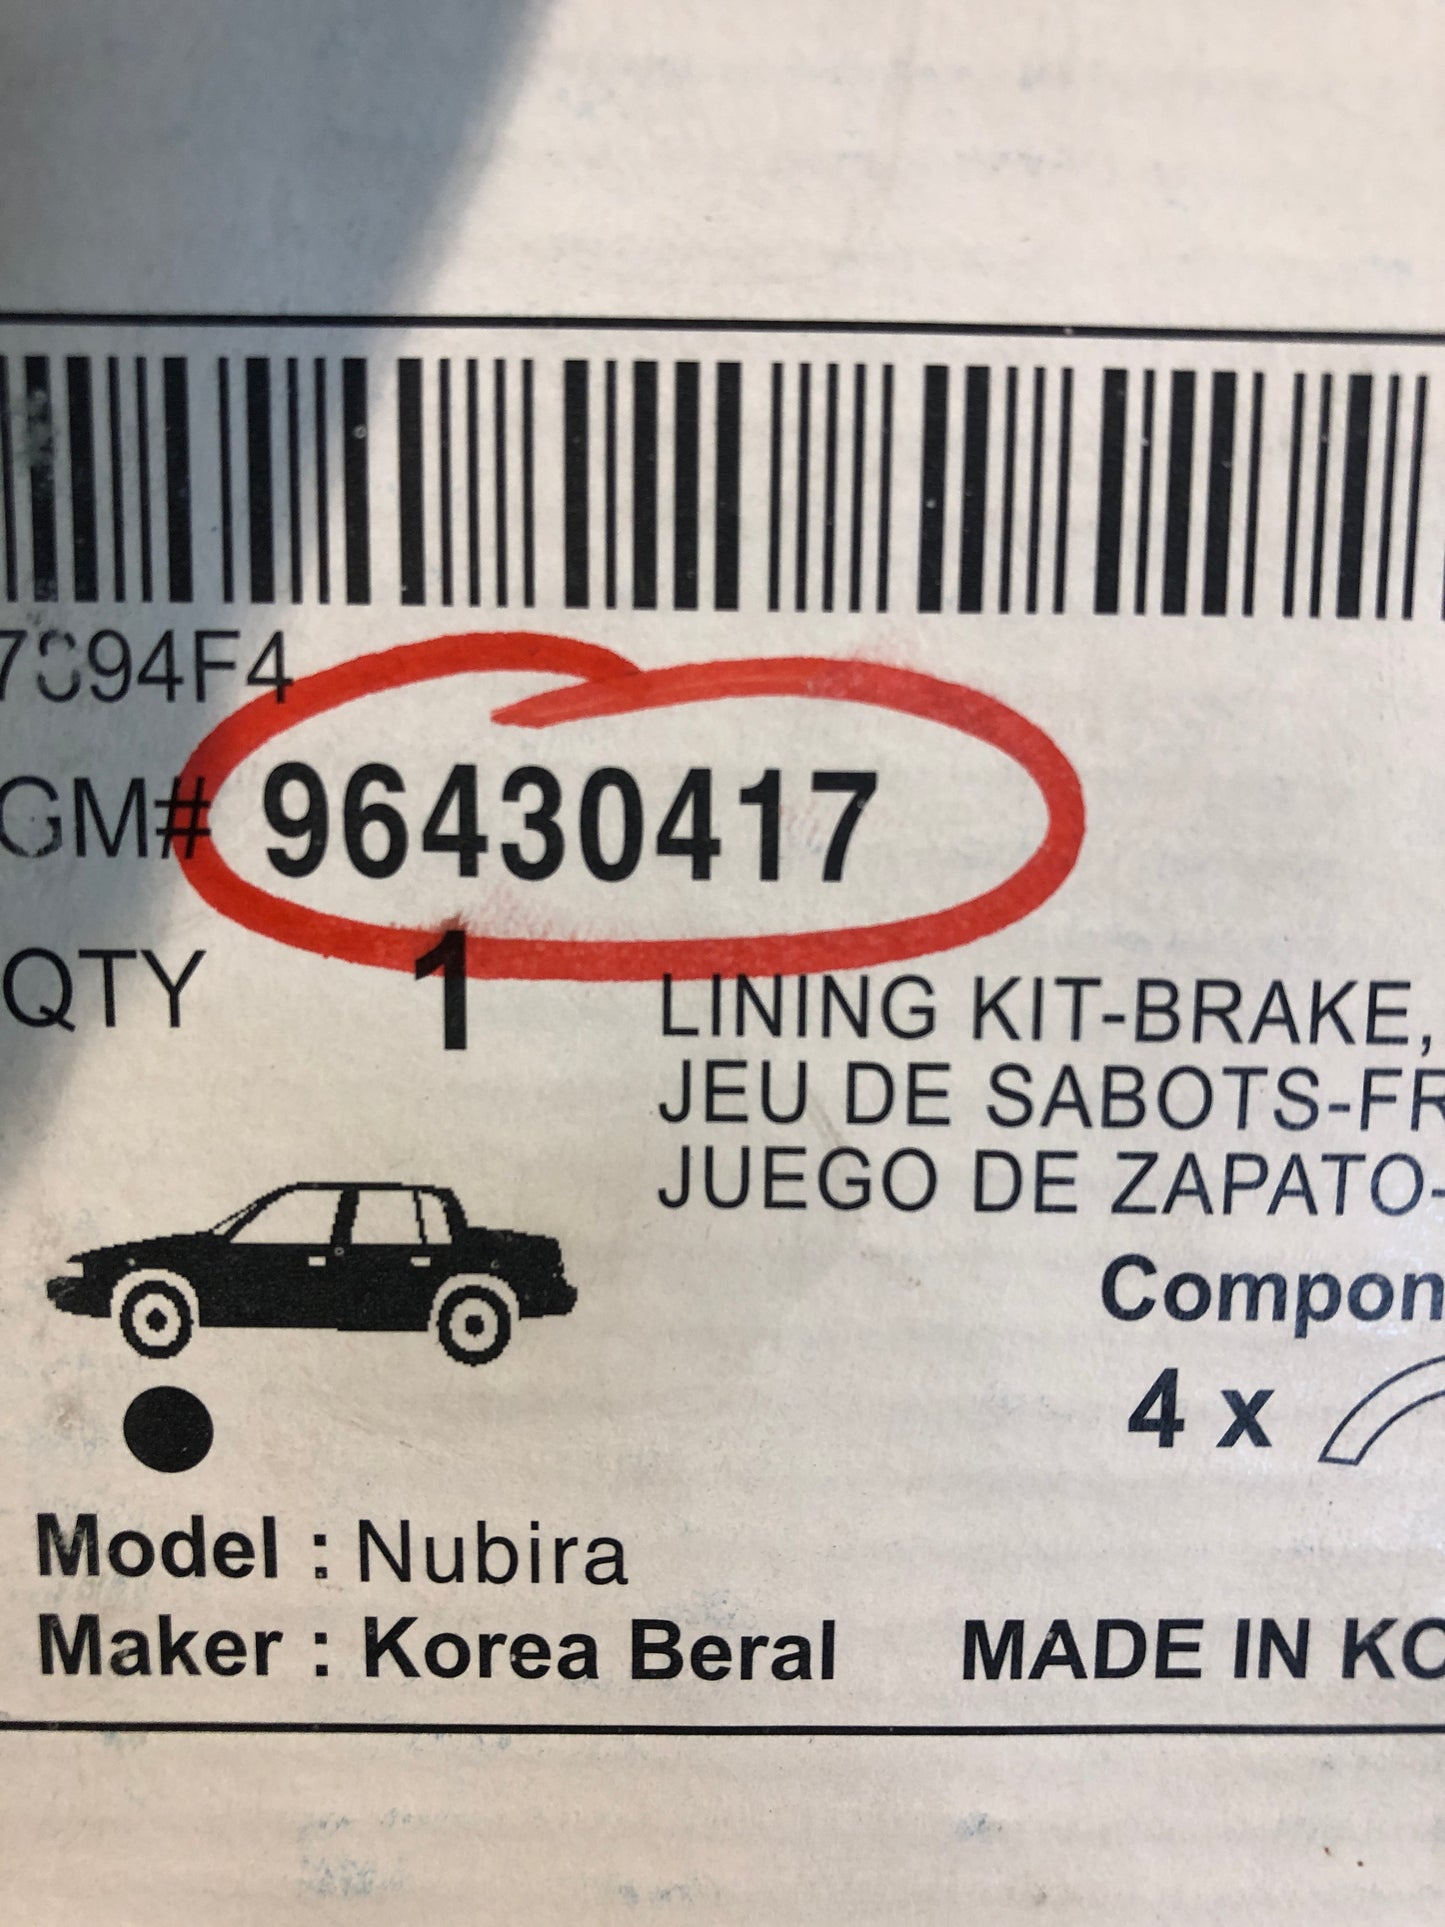 GM# 96430417
QTY 1
LINING KIT-BRAKE,
JEU DE SABOTS-FR
JUEGO DE ZAPATO-
Compon
4 x
Model : Nubira
Maker : Korea Beral
MADE IN KO